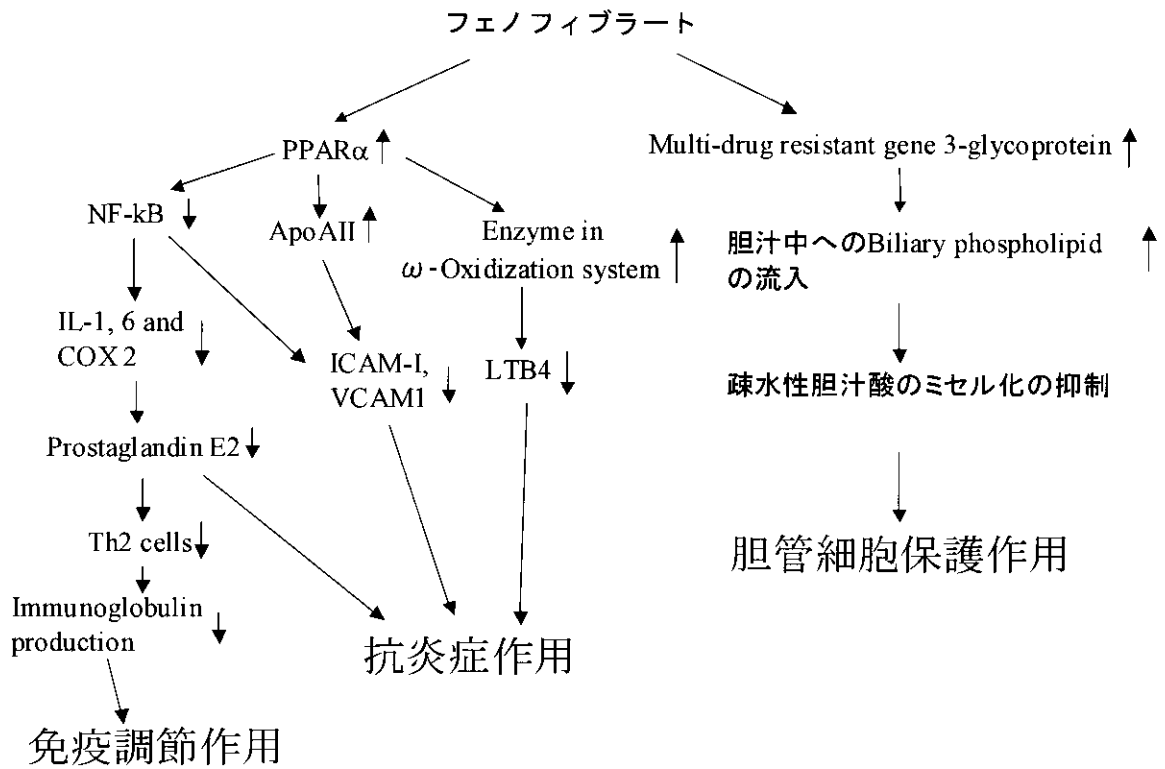 フェノフィブラート
PPARα
Multi-drug resistant gene 3-glycoprotein
NF-kB
ApoAII
Enzyme in
ω-Oxidization system
胆汁中へのBiliary phospholipid
の流入
IL-1, 6 and
COX 2
ICAM-I,
VCAM1
LTB4
疎水性胆汁酸のミセル化の抑制
Prostaglandin E2
Th2 cells
胆管細胞保護作用
Immunoglobulin
production
抗炎症作用
免疫調節作用